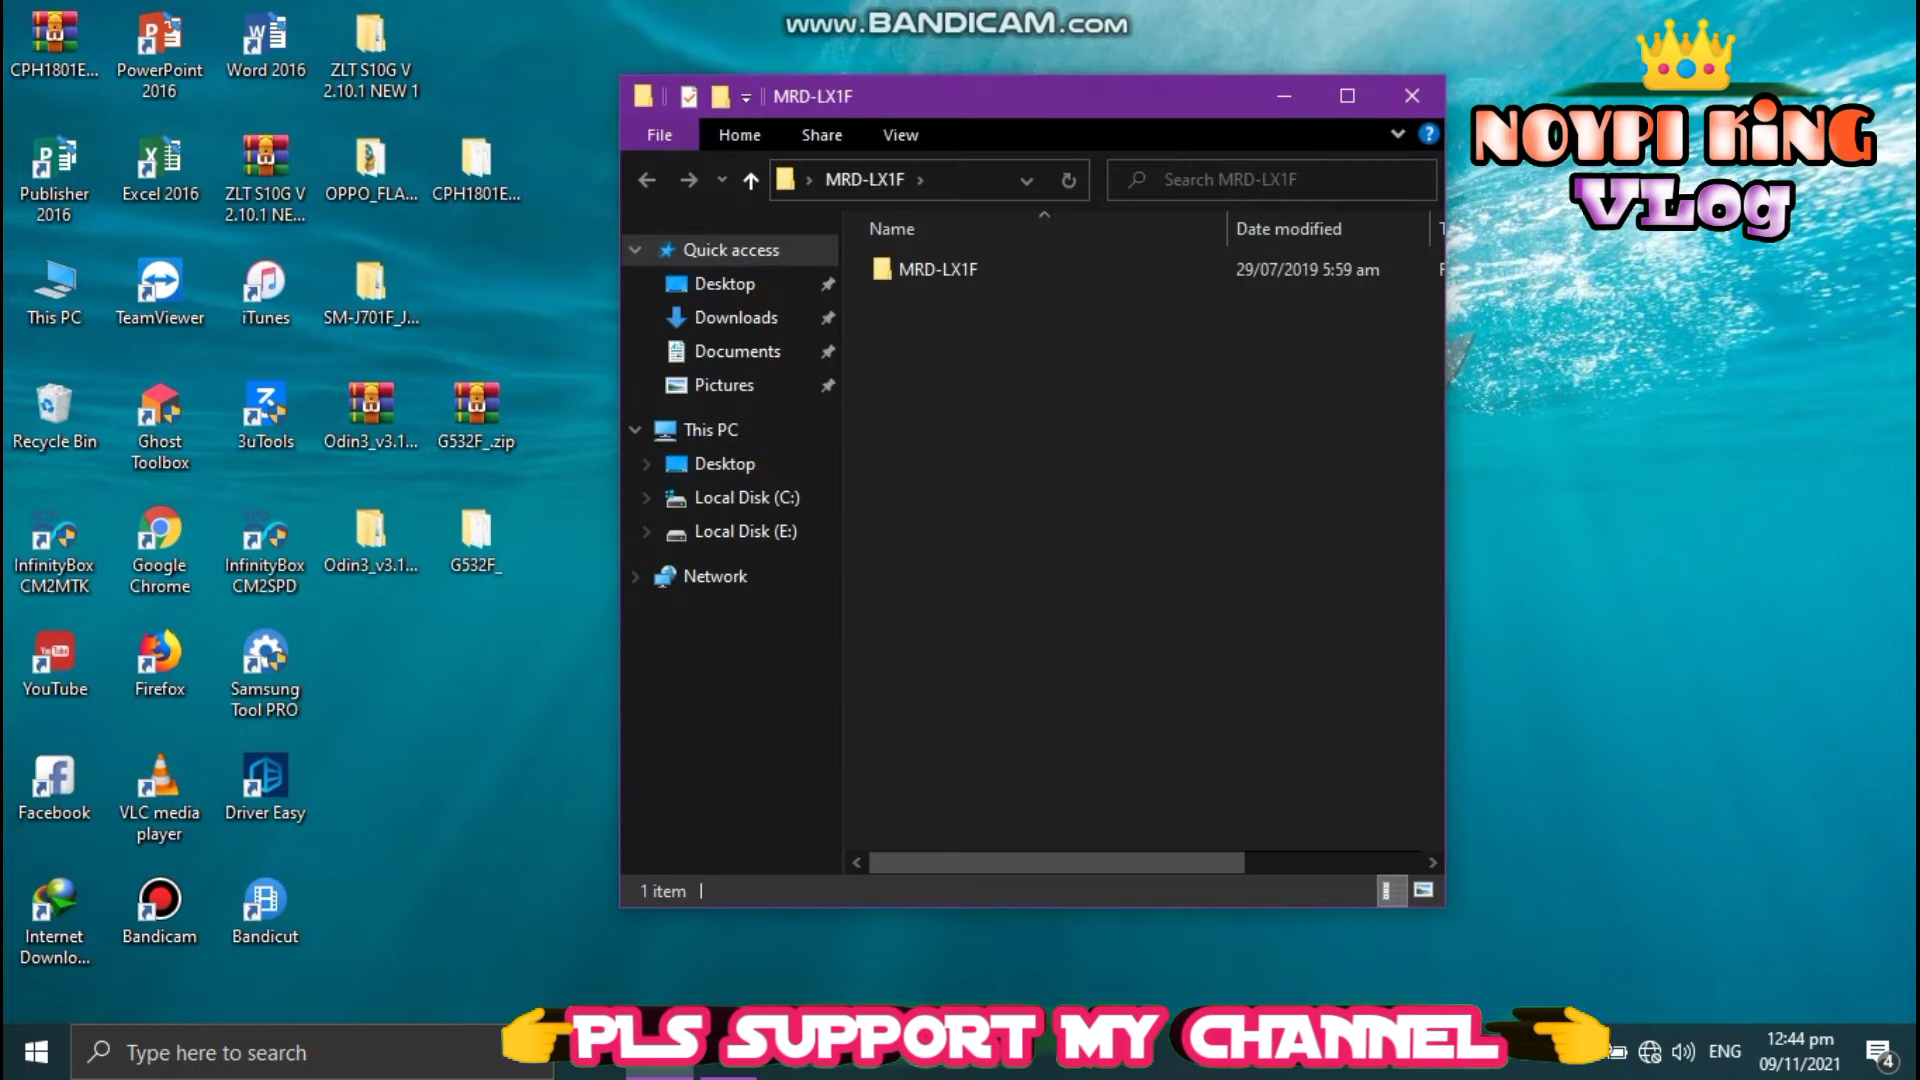 www.BANDICAM.com
NOYPI KiNG
VLog
CPH1801E...
PowerPoint
2016
Word 2016
ZLT S10G V
2.10.1 NEW 1
Publisher
2016
Excel 2016
ZLT S10G V
2.10.1 NE...
OPPO_FLA...
CPH1801E...
This PC
TeamViewer
iTunes
SM-J701F_J...
Recycle Bin
Ghost
Toolbox
3uTools
Odin3_v3.1...
G532F_.zip
InfinityBox
CM2MTK
Google
Chrome
InfinityBox
CM2SPD
Odin3_v3.1...
G532F_
YouTube
Firefox
Samsung
Tool PRO
Facebook
VLC media
player
Driver Easy
Internet
Downlo...
Bandicam
Bandicut
MRD-LX1F
File Home Share View
MRD-LX1F
Search MRD-LX1F
Name Date modified
MRD-LX1F 29/07/2019 5:59 am
Quick access
Desktop
Downloads
Documents
Pictures
This PC
Desktop
Local Disk (C:)
Local Disk (E:)
Network
1 item
PLS SUPPORT MY CHANNEL
Type here to search
ENG
12:44 pm
09/11/2021
4